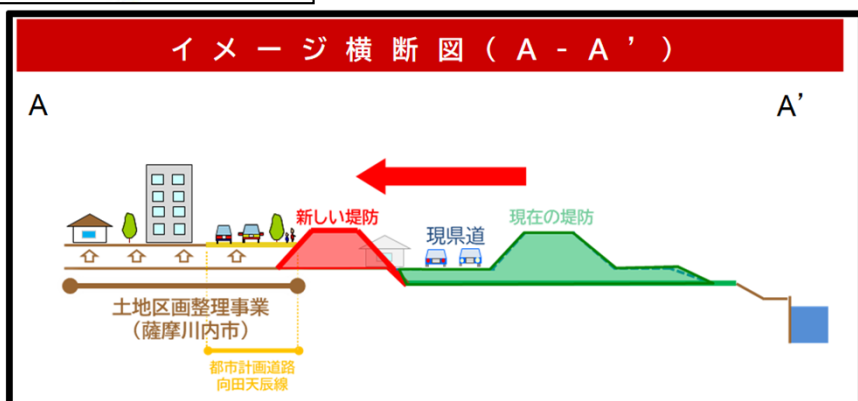 イメージ横断図(A-A’)
A
A’
新しい堤防
現県道
現在の堤防
土地区画整理事業
(薩摩川内市)
都市計画道路
向田天辰線